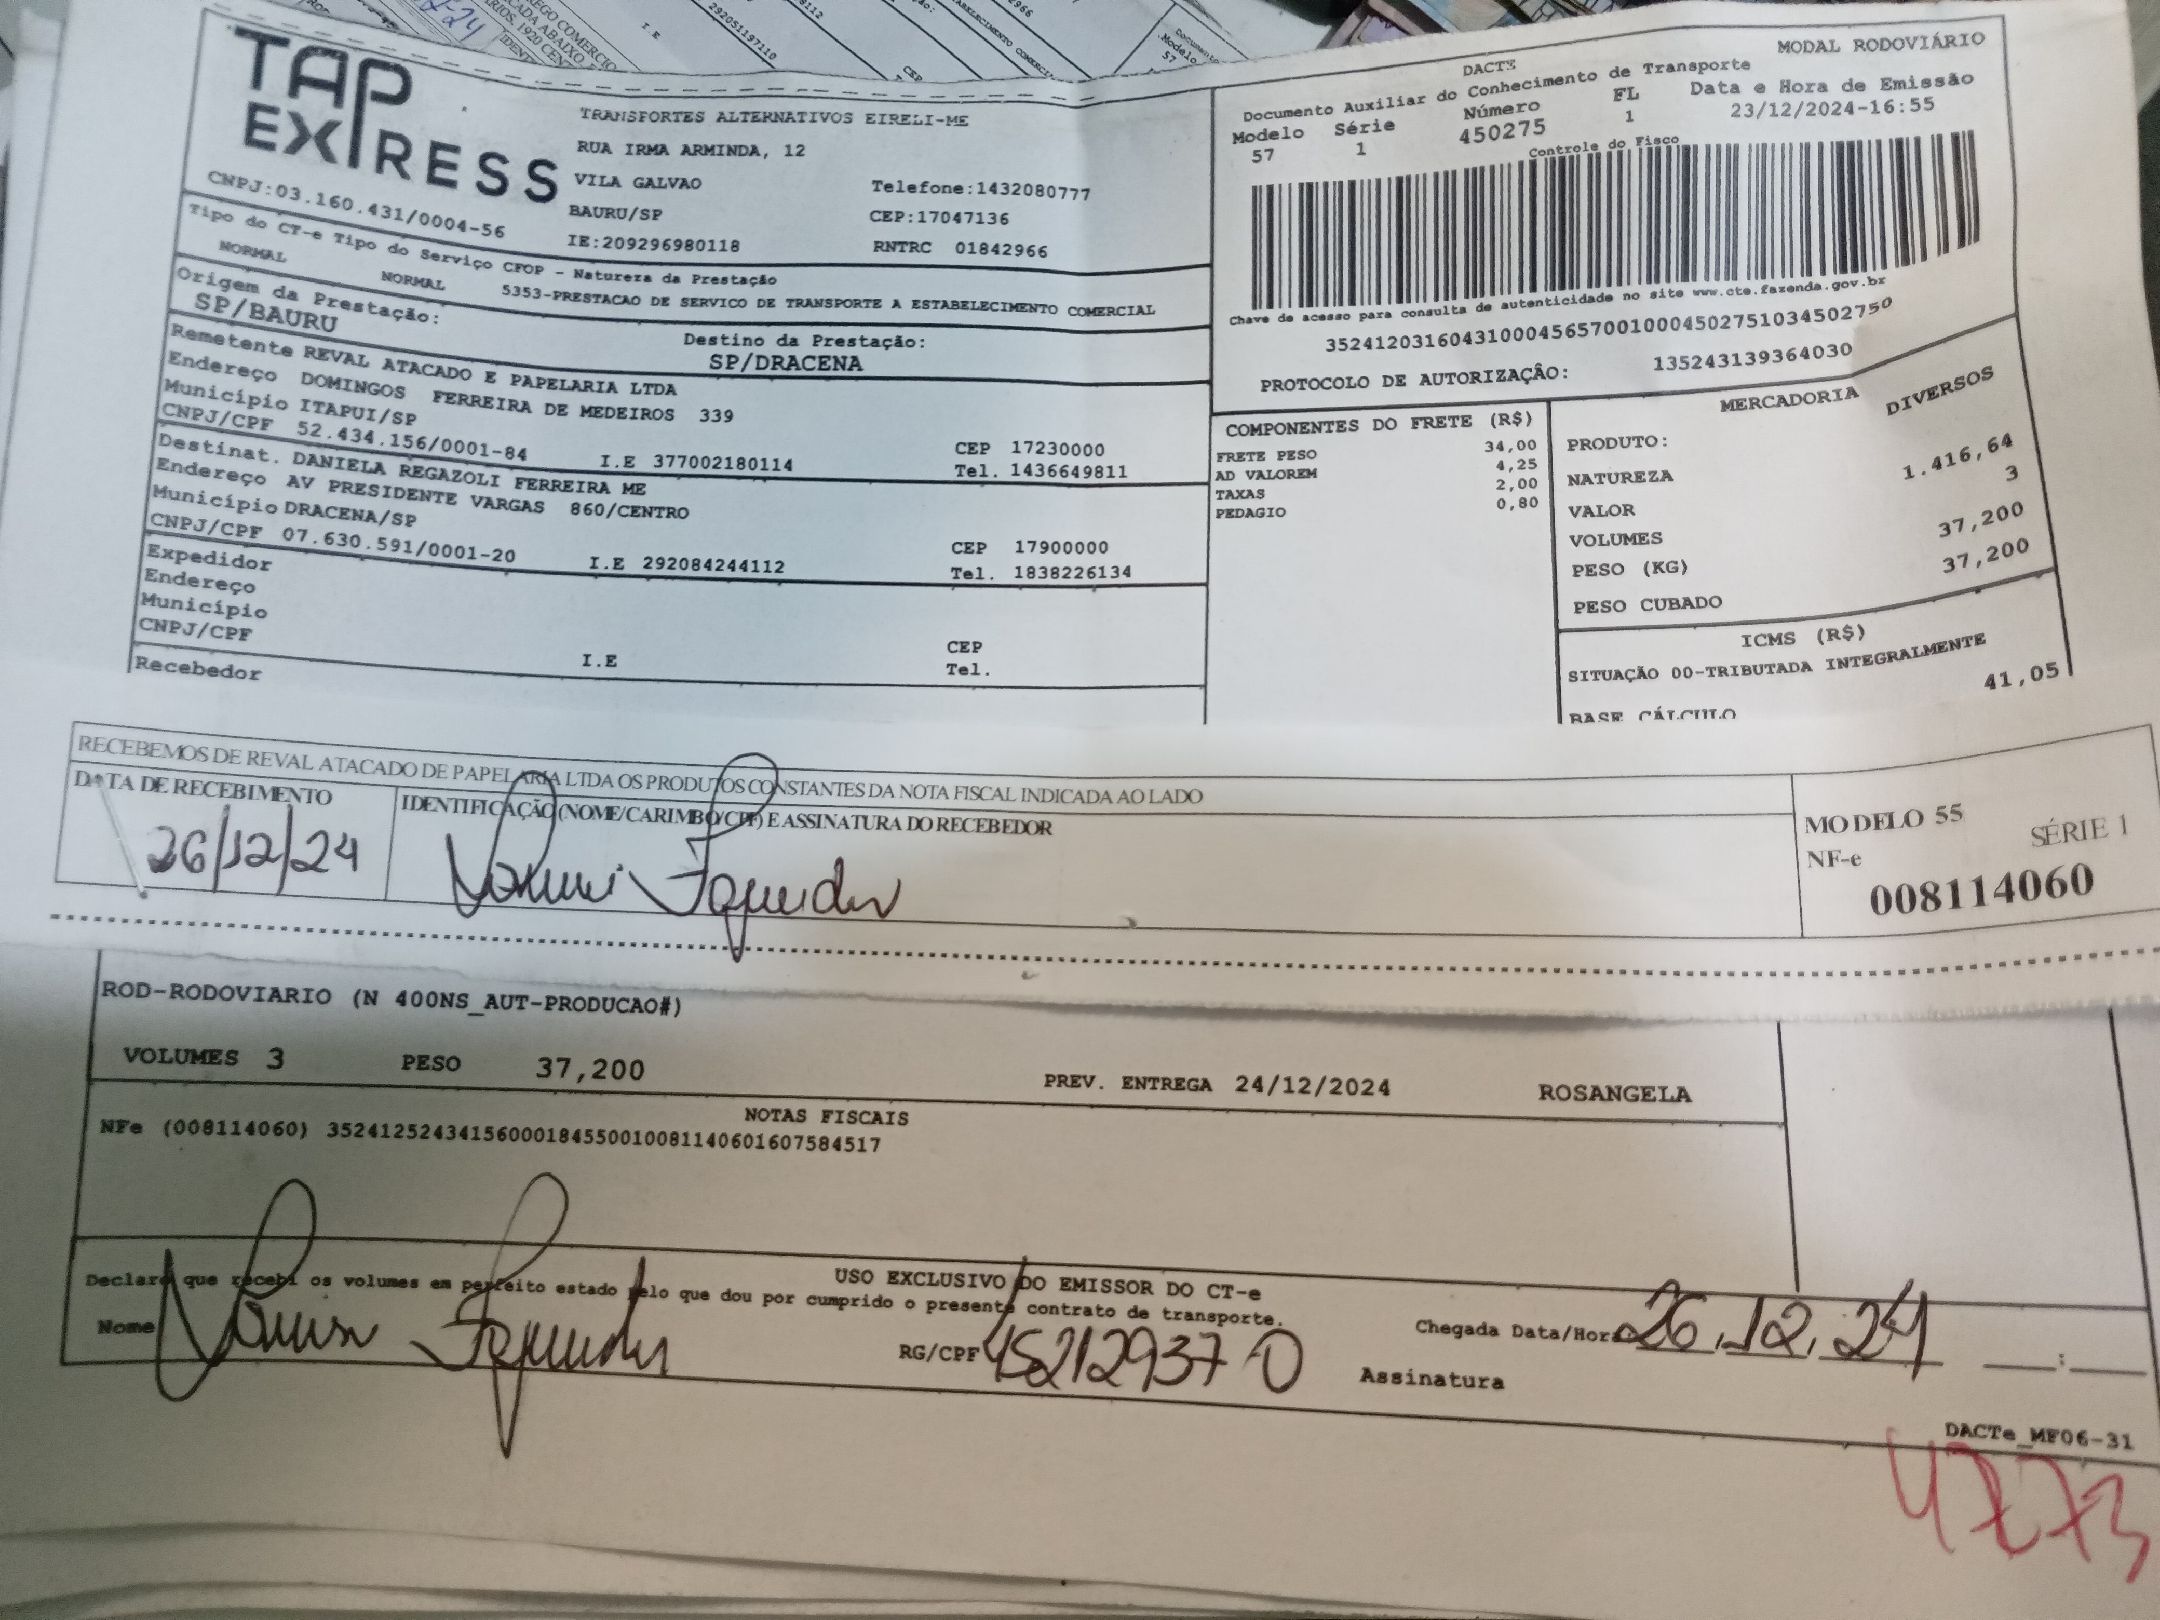 TAP
EXPRESS
CNPJ:03.160.431/0004-56
TRANSPORTES ALTERNATIVOS EIRELI-ME
RUA IRMA ARMINDA, 12
VILA GALVAO Telefone:1432080777
BAURU/SP CEP:17047136
IE:209296980118 RNTRC 01842966
Tipo do CT-e Tipo do Serviço CFOP - Natureza da Prestação
NORMAL NORMAL 5353-PRESTACAO DE SERVICO DE TRANSPORTE A ESTABELECIMENTO COMERCIAL
Origem da Prestação: Destino da Prestação:
SP/BAURU SP/DRACENA
Remetente REVAL ATACADO E PAPELARIA LTDA
Endereço DOMINGOS FERREIRA DE MEDEIROS 339
Município ITAPUI/SP CEP 17230000
CNPJ/CPF 52.434.156/0001-84 I.E 377002180114 Tel. 1436649811
Destinat. DANIELA REGAZOLI FERREIRA ME
Endereço AV PRESIDENTE VARGAS 860/CENTRO
Município DRACENA/SP CEP 17900000
CNPJ/CPF 07.630.591/0001-20 I.E 292084244112 Tel. 1838226134
Expedidor
Endereço
Município CEP
CNPJ/CPF I.E Tel.
Recebedor
DACTE MODAL RODOVIÁRIO
Documento Auxiliar do Conhecimento de Transporte
Modelo Série Número FL Data e Hora de Emissão
57 1 450275 1 23/12/2024-16:55
Controle do Fisco
Chave de acesso para consulta de autenticidade no site www.cte.fazenda.gov.br
35241203160431000456570010004502751034502750
PROTOCOLO DE AUTORIZAÇÃO: 135243139364030
COMPONENTES DO FRETE (R$)
FRETE PESO 34,00
AD VALOREM 4,25
TAXAS 2,00
PEDAGIO 0,80
MERCADORIA
PRODUTO: DIVERSOS
NATUREZA
VALOR 1.416,64
VOLUMES 3
PESO (KG) 37,200
PESO CUBADO 37,200
ICMS (R$)
SITUAÇÃO 00-TRIBUTADA INTEGRALMENTE
BASE CÁLCULO 41,05
RECEBEMOS DE REVAL ATACADO DE PAPELARIA LTDA OS PRODUTOS CONSTANTES DA NOTA FISCAL INDICADA AO LADO
DATA DE RECEBIMENTO IDENTIFICAÇÃO (NOME/CARIMBO/CPF) E ASSINATURA DO RECEBEDOR
26/12/24
MODELO 55 SÉRIE 1
NF-e
008114060
ROD-RODOVIARIO (N 400NS_AUT-PRODUCAO#)
VOLUMES 3 PESO 37,200 PREV. ENTREGA 24/12/2024 ROSANGELA
NOTAS FISCAIS
NFe (008114060) 35241252434156000184550010081140601607584517
USO EXCLUSIVO DO EMISSOR DO CT-e
Declaro que recebi os volumes em perfeito estado pelo que dou por cumprido o presente contrato de transporte.
Nome RG/CPF 45212937 0 Chegada Data/Hora 26.12.24 :
Assinatura
DACTe_MF06-31
4773